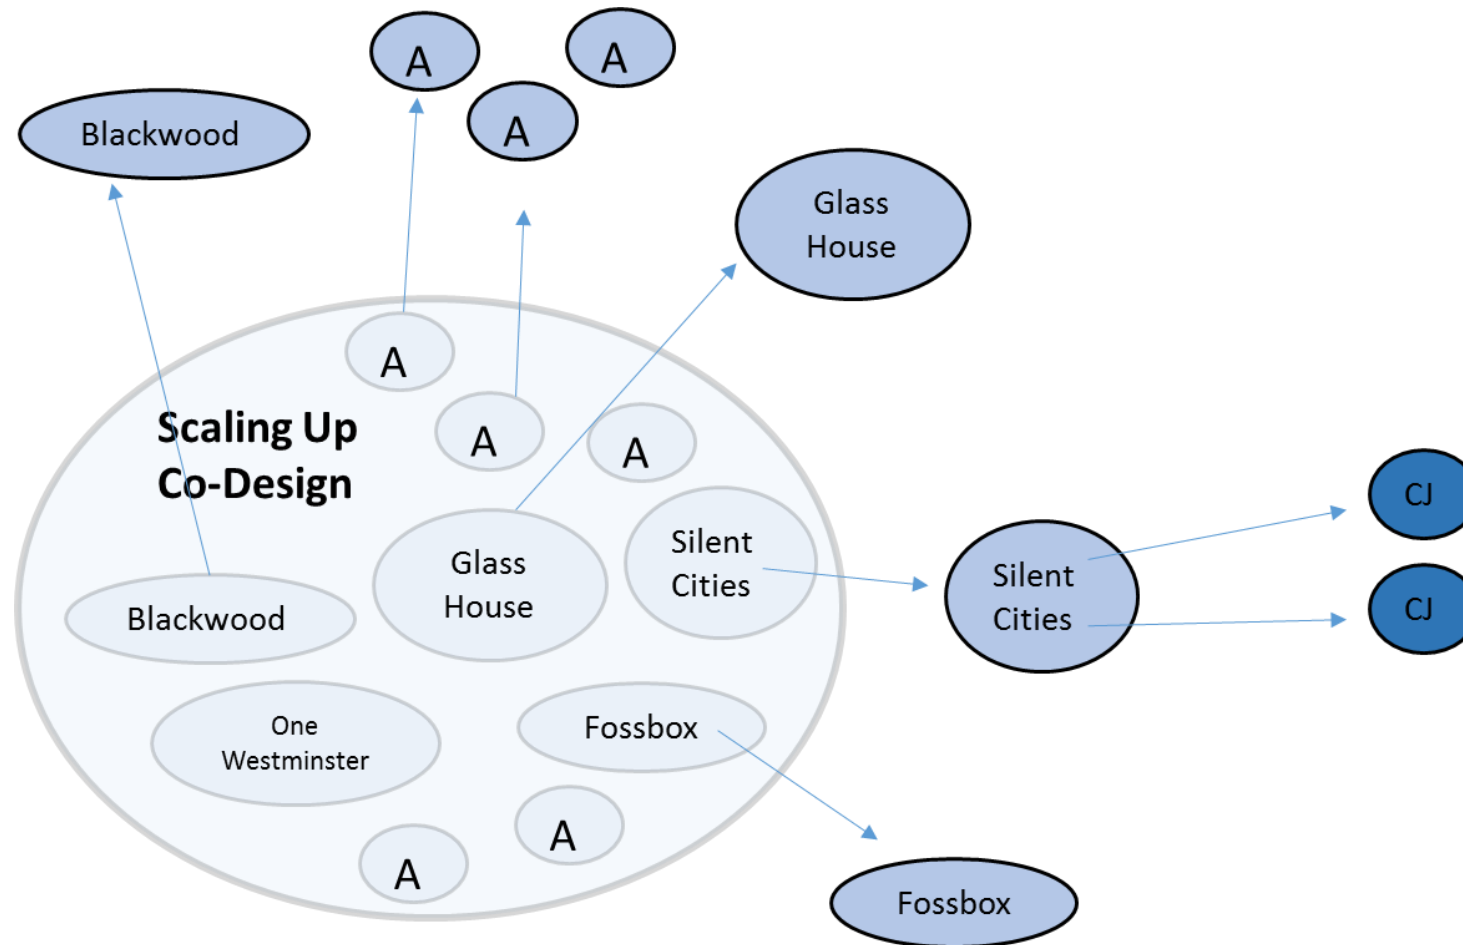 A
A
A
Blackwood
Glass
House
A
Scaling Up
Co-Design
A
A
Silent
Cities
Glass
House
Blackwood
CJ
Silent
Cities
CJ
One
Westminster
Fossbox
A
A
Fossbox